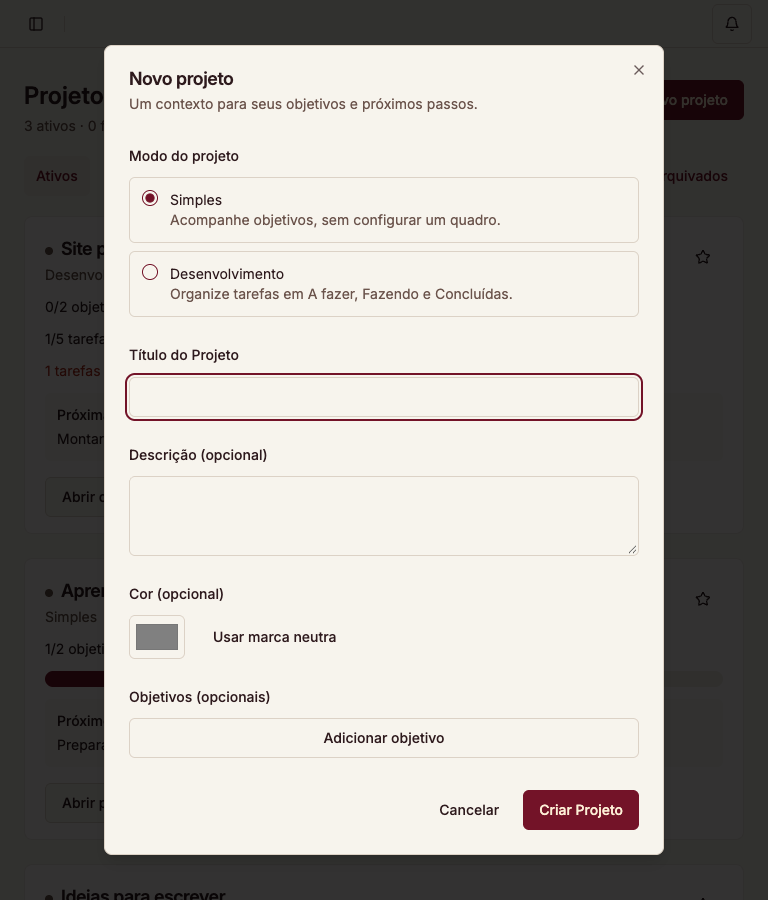 Projeto
3 ativos · 0
vo projeto
Ativos
rquivados
Novo projeto
Um contexto para seus objetivos e próximos passos.
Modo do projeto
Simples
Acompanhe objetivos, sem configurar um quadro.
Desenvolvimento
Organize tarefas em A fazer, Fazendo e Concluídas.
Título do Projeto
Descrição (opcional)
Cor (opcional)
Usar marca neutra
Objetivos (opcionais)
Adicionar objetivo
Cancelar
Criar Projeto
Site p
Desenvo
0/2 objet
1/5 tarefa
1 tarefas
Próxim
Montar
Abrir
Apren
Simples
1/2 objeti
Próxim
Prepara
Abrir p
Ideias para escrever